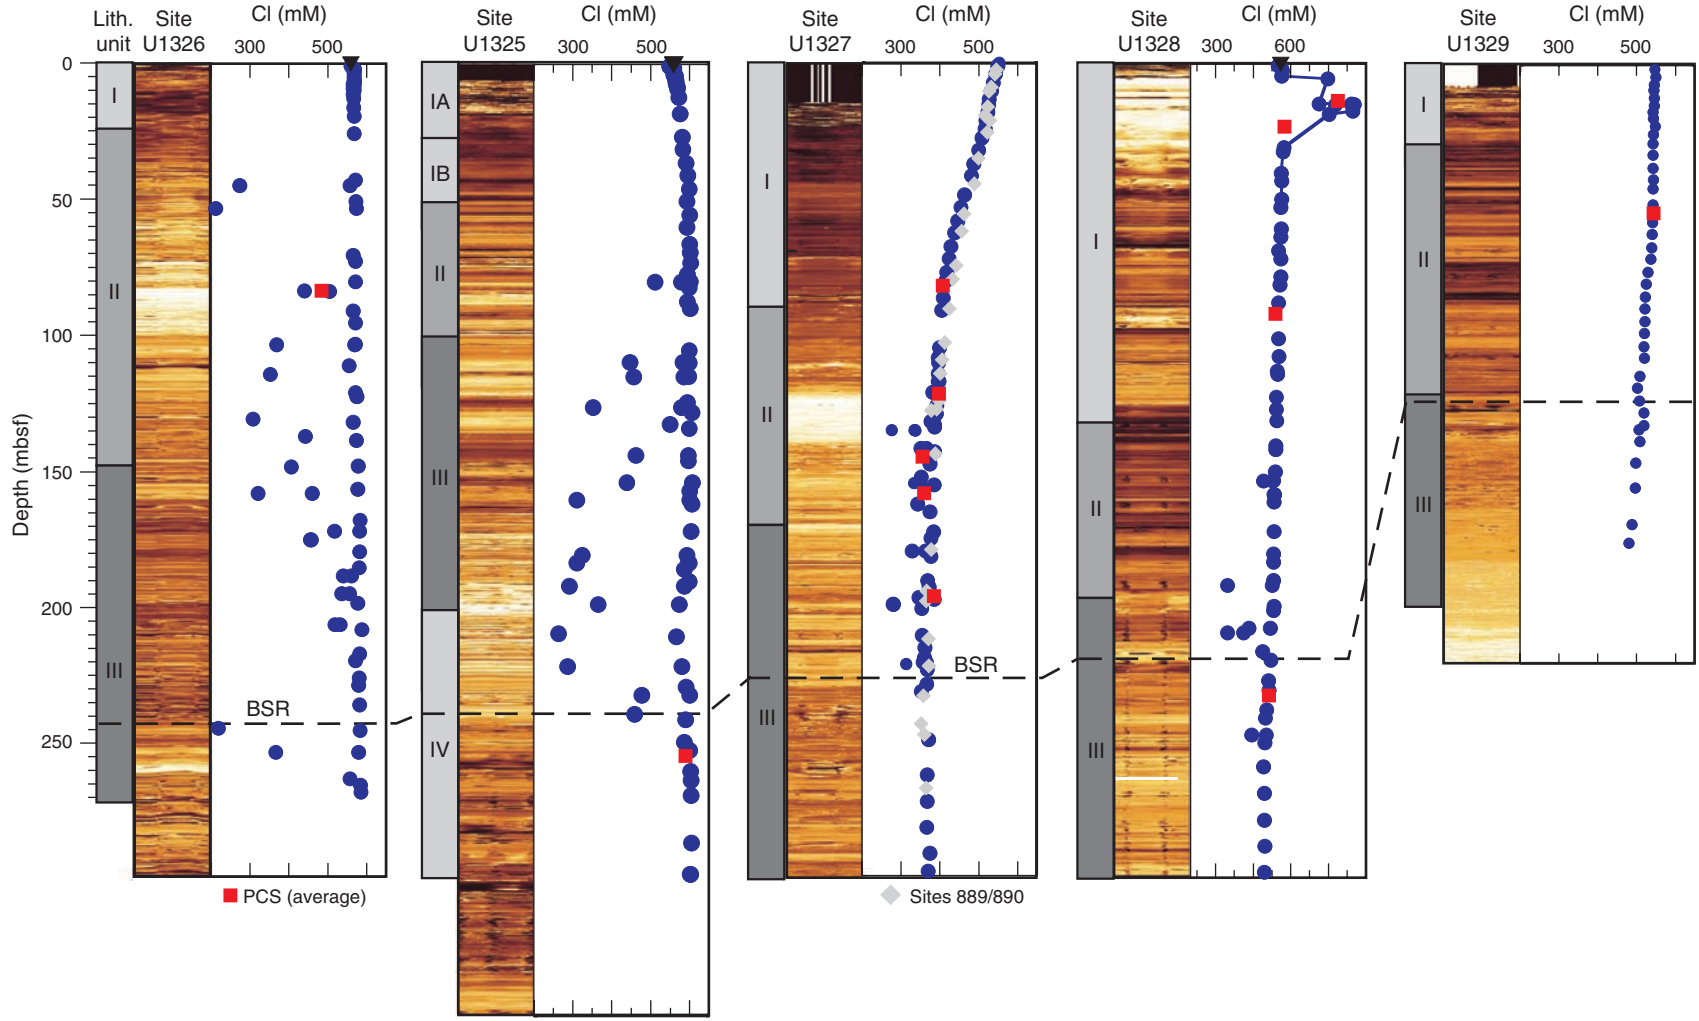 Lith. unit
Site U1326
Cl (mM)
300 500
Site U1325
Cl (mM)
300 500
Site U1327
Cl (mM)
300 500
Site U1328
Cl (mM)
300 600
Site U1329
Cl (mM)
300 500
Depth (mbsf)
0
50
100
150
200
250
I
II
III
BSR
IA
IB
II
III
IV
I
II
III
BSR
I
II
III
I
II
III
PCS (average)
Sites 889/890